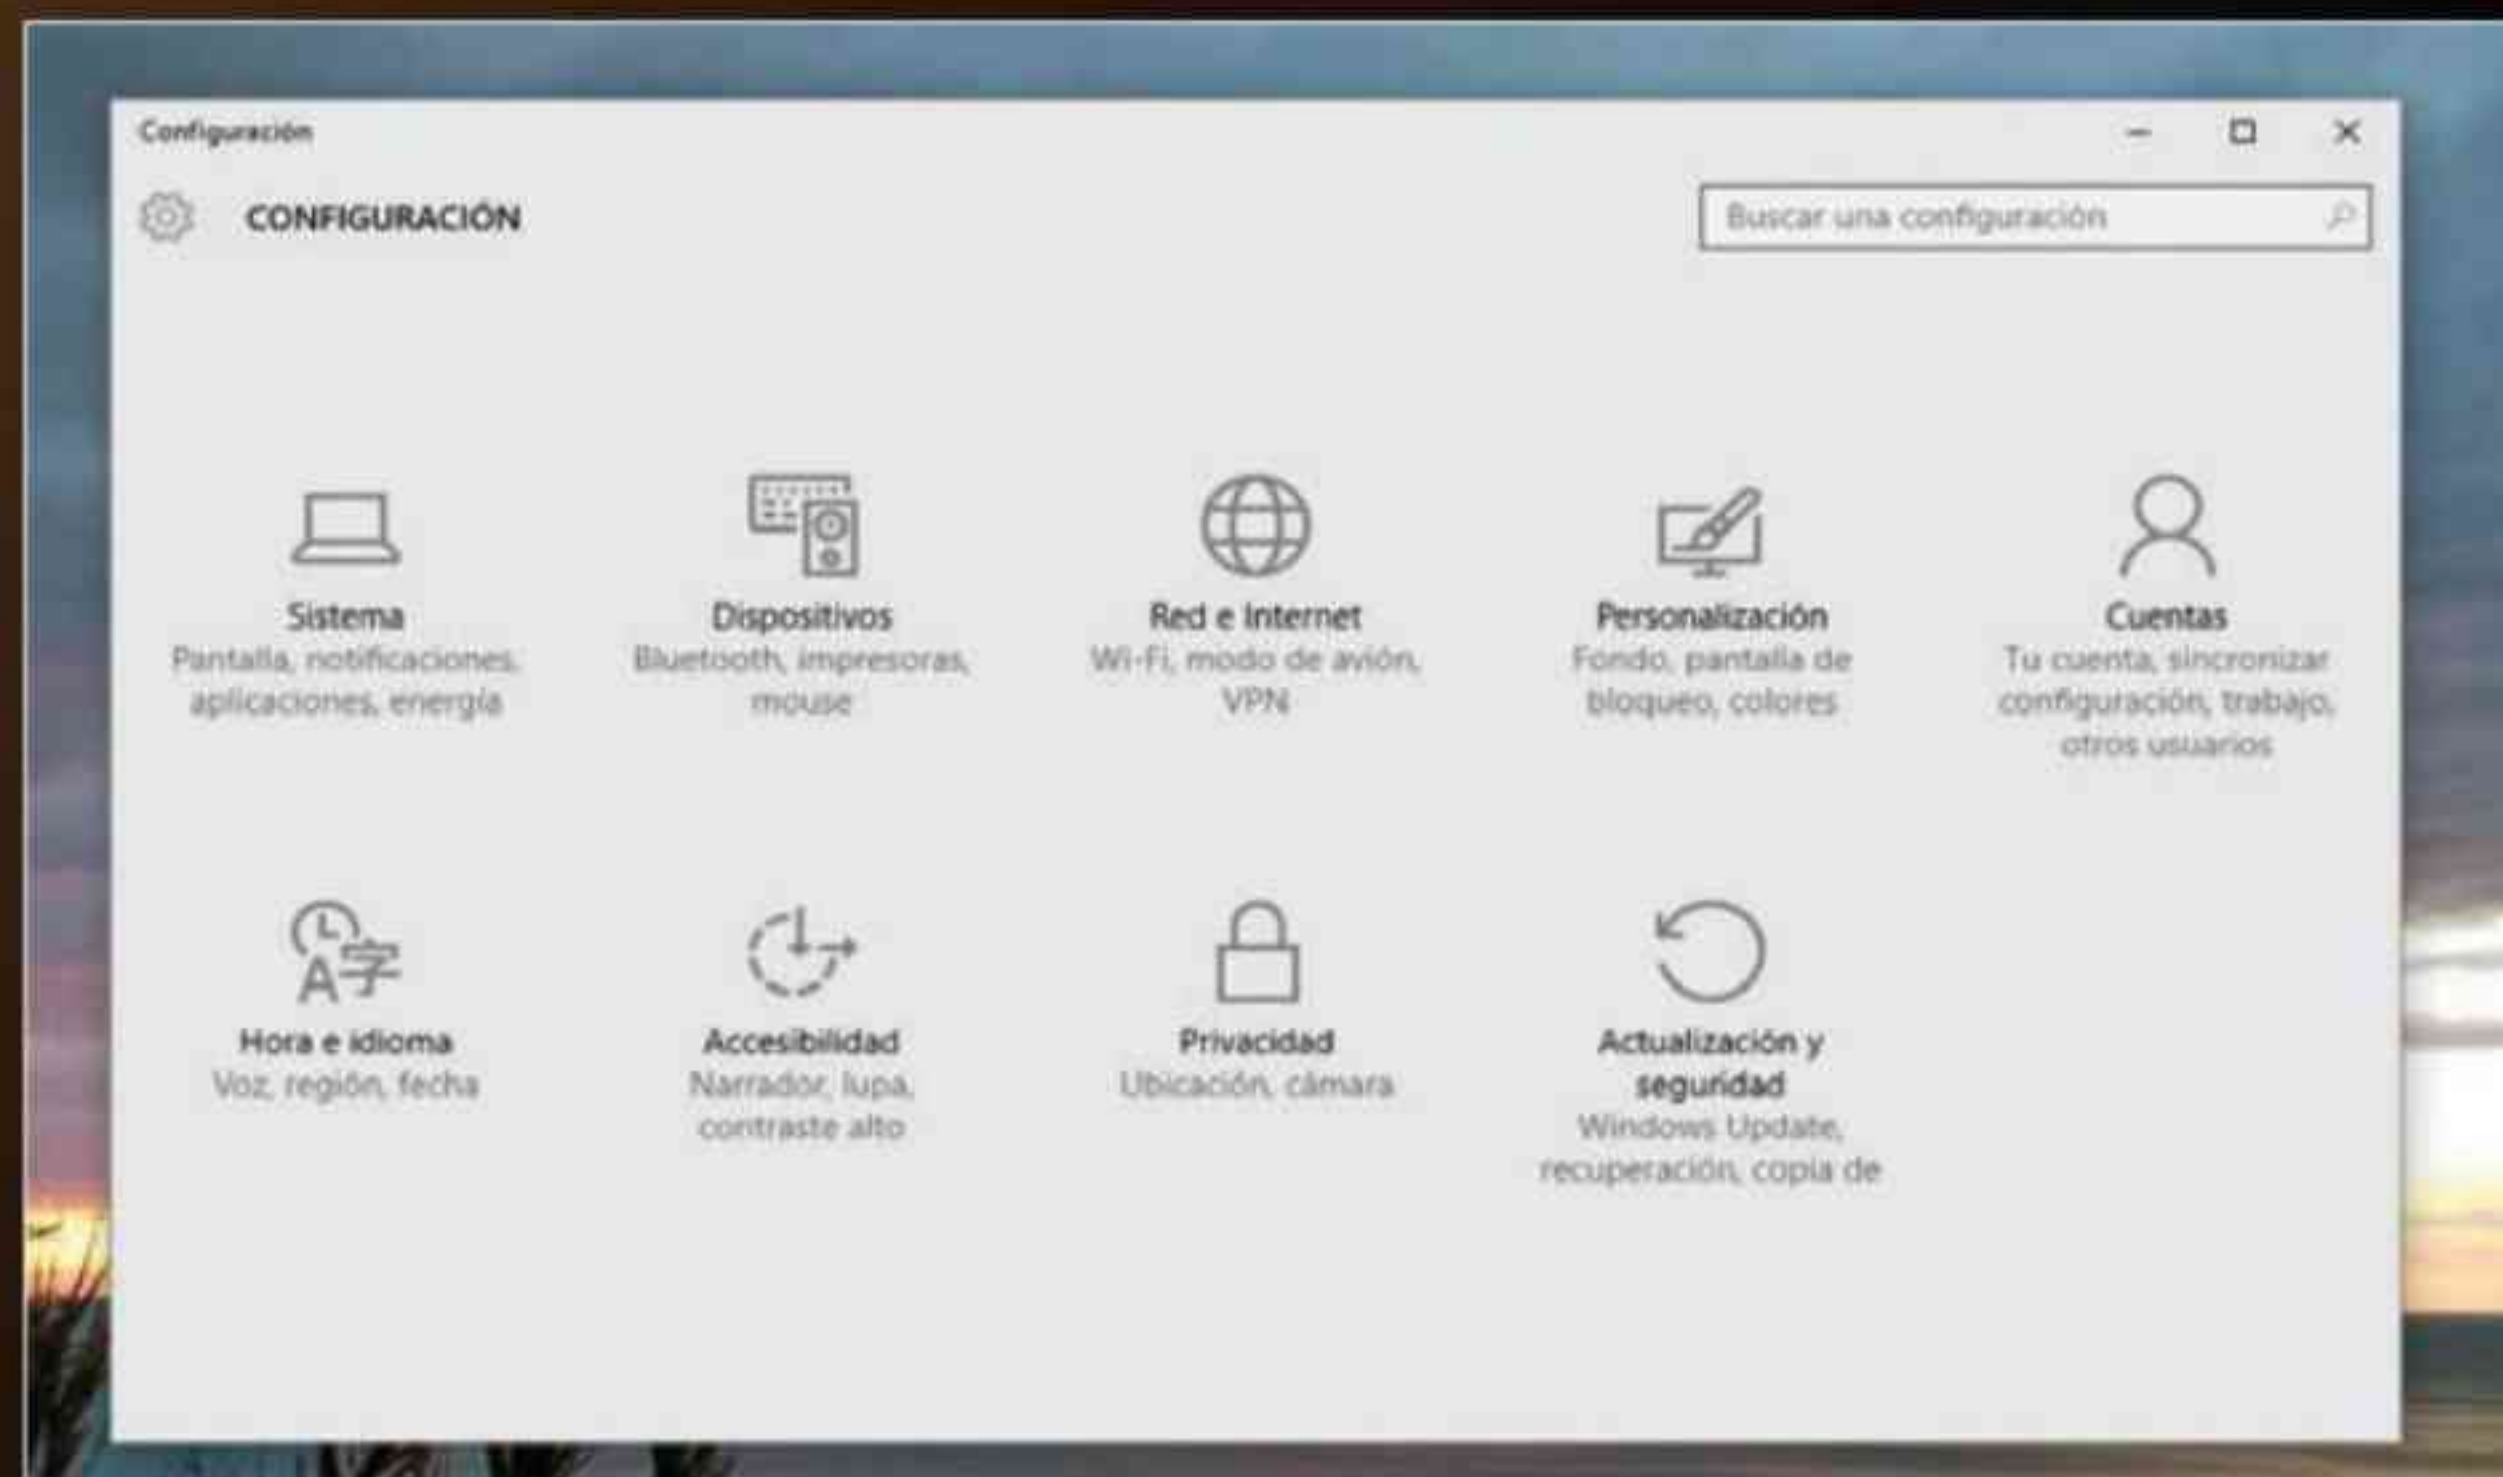 Configuración
CONFIGURACIÓN
Buscar una configuración
Sistema
Pantalla, notificaciones,
aplicaciones, energía
Dispositivos
Bluetooth, impresoras,
mouse
Red e Internet
Wi-Fi, modo de avión,
VPN
Personalización
Fondo, pantalla de
bloqueo, colores
Cuentas
Tu cuenta, sincronizar
configuración, trabajo,
otros usuarios
Hora e idioma
Voz, región, fecha
Accesibilidad
Narrador, lupa,
contraste alto
Privacidad
Ubicación, cámara
Actualización y
seguridad
Windows Update,
recuperación, copia de